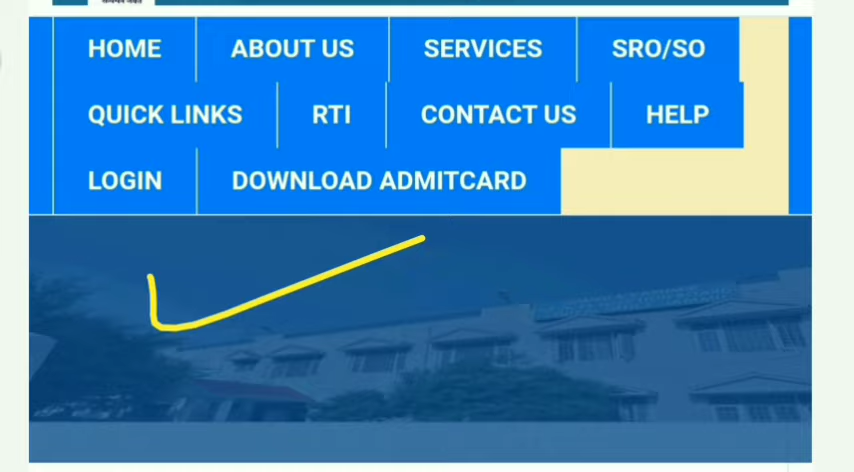 HOME ABOUT US SERVICES SRO/SO
QUICK LINKS RTI CONTACT US HELP
LOGIN DOWNLOAD ADMITCARD